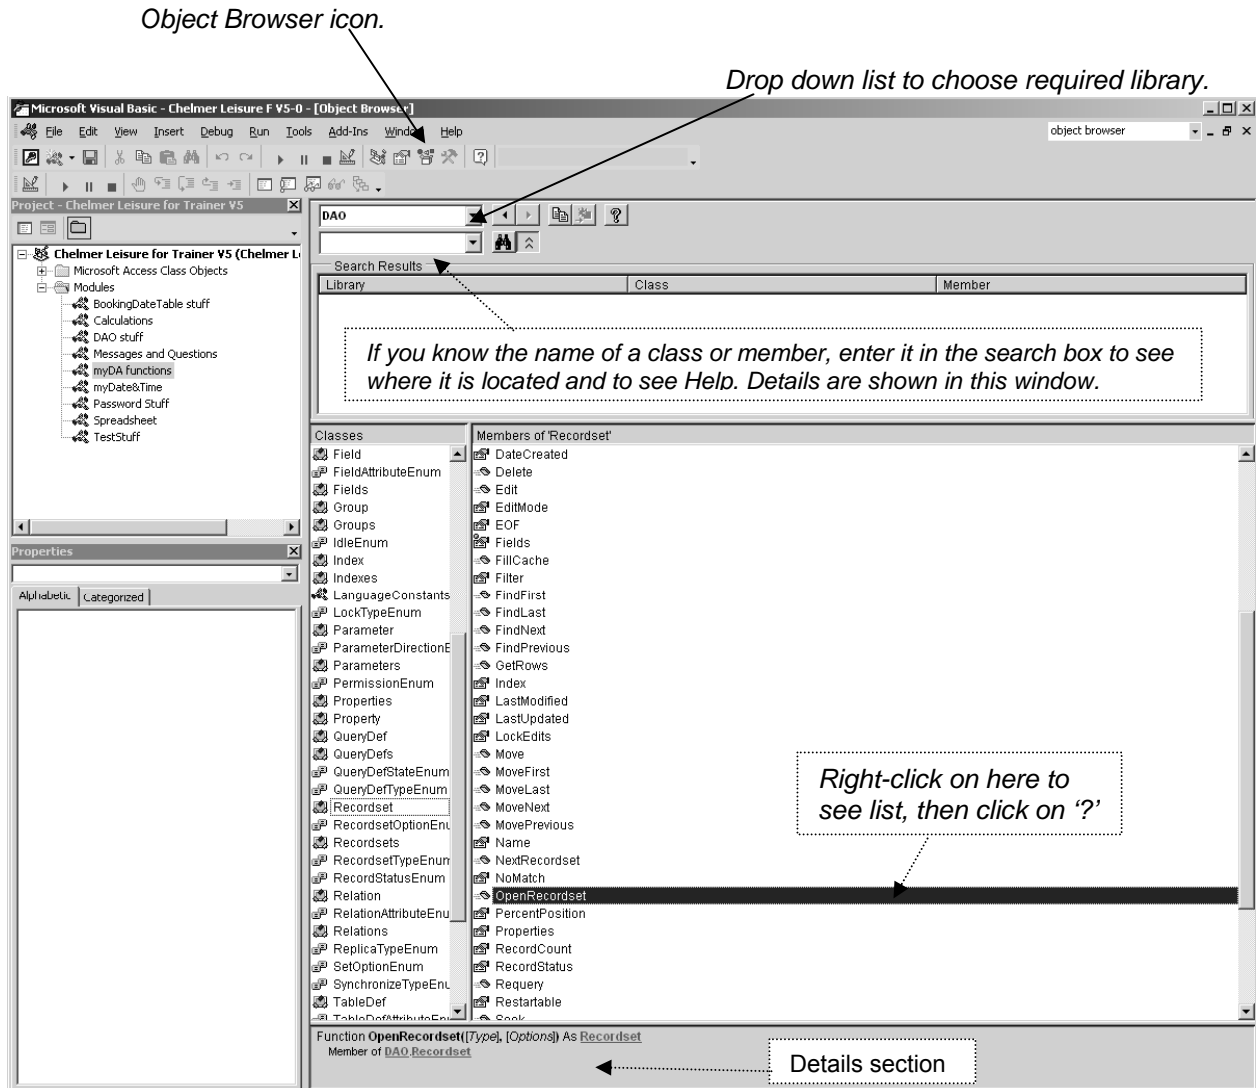 Object Browser icon.
Drop down list to choose required library.
Microsoft Visual Basic - Chelmer Leisure F V5-0 - [Object Browser]
File Edit View Insert Debug Run Tools Add-Ins Window Help
object browser
Project - Chelmer Leisure for Trainer V5
DAO
Chelmer Leisure for Trainer V5 (Chelmer L
Microsoft Access Class Objects
Modules
BookingDateTable stuff
Calculations
DAO stuff
Messages and Questions
myDA functions
myDate&Time
Password Stuff
Spreadsheet
TestStuff
Search Results
Library Class Member
If you know the name of a class or member, enter it in the search box to see
where it is located and to see Help. Details are shown in this window.
Properties
Alphabetic Categorized
Classes
Field
FieldAttributeEnum
Fields
Group
Groups
IdleEnum
Index
Indexes
LanguageConstants
LockTypeEnum
Parameter
ParameterDirectionE
Parameters
PermissionEnum
Properties
Property
QueryDef
QueryDefs
QueryDefStateEnum
QueryDefTypeEnum
Recordset
RecordsetOptionEnu
Recordsets
RecordsetTypeEnum
RecordStatusEnum
Relation
RelationAttributeEnu
Relations
ReplicaTypeEnum
SetOptionEnum
SynchronizeTypeEnu
TableDef
TableDefAttributeEnu
Members of 'Recordset'
DateCreated
Delete
Edit
EditMode
EOF
Fields
FillCache
Filter
FindFirst
FindLast
FindNext
FindPrevious
GetRows
Index
LastModified
LastUpdated
LockEdits
Move
MoveFirst
MoveLast
MoveNext
MovePrevious
Name
NextRecordset
NoMatch
OpenRecordset
PercentPosition
Properties
RecordCount
RecordStatus
Requery
Restartable
Seek
Right-click on here to
see list, then click on ‘?’
Function OpenRecordset([Type], [Options]) As Recordset
Member of DAO.Recordset
Details section